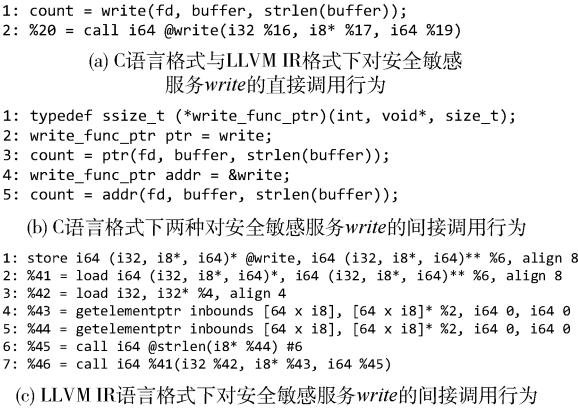 1: count = write(fd, buffer, strlen(buffer));
2: %20 = call i64 @write(i32 %16, i8* %17, i64 %19)
(a) C语言格式与LLVM IR格式下对安全敏感
服务write的直接调用行为
1: typedef ssize_t (*write_func_ptr)(int, void*, size_t);
2: write_func_ptr ptr = write;
3: count = ptr(fd, buffer, strlen(buffer));
4: write_func_ptr addr = &write;
5: count = addr(fd, buffer, strlen(buffer));
(b) C语言格式下两种对安全敏感服务write的间接调用行为
1: store i64 (i32, i8*, i64)* @write, i64 (i32, i8*, i64)** %6, align 8
2: %41 = load i64 (i32, i8*, i64)*, i64 (i32, i8*, i64)** %6, align 8
3: %42 = load i32, i32* %4, align 4
4: %43 = getelementptr inbounds [64 x i8], [64 x i8]* %2, i64 0, i64 0
5: %44 = getelementptr inbounds [64 x i8], [64 x i8]* %2, i64 0, i64 0
6: %45 = call i64 @strlen(i8* %44) #6
7: %46 = call i64 %41(i32 %42, i8* %43, i64 %45)
(c) LLVM IR语言格式下对安全敏感服务write的间接调用行为